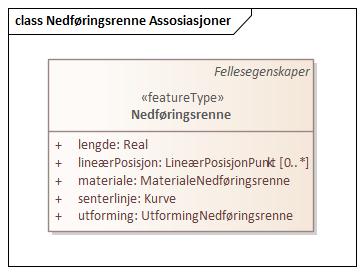 class Nedføringsrenne Assosiasjoner
Fellesegenskaper
«featureType»
Nedføringsrenne
+ lengde: Real
+ lineærPosisjon: LineærPosisjonPunkt [0..*]
+ materiale: MaterialeNedføringsrenne
+ senterlinje: Kurve
+ utforming: UtformingNedføringsrenne